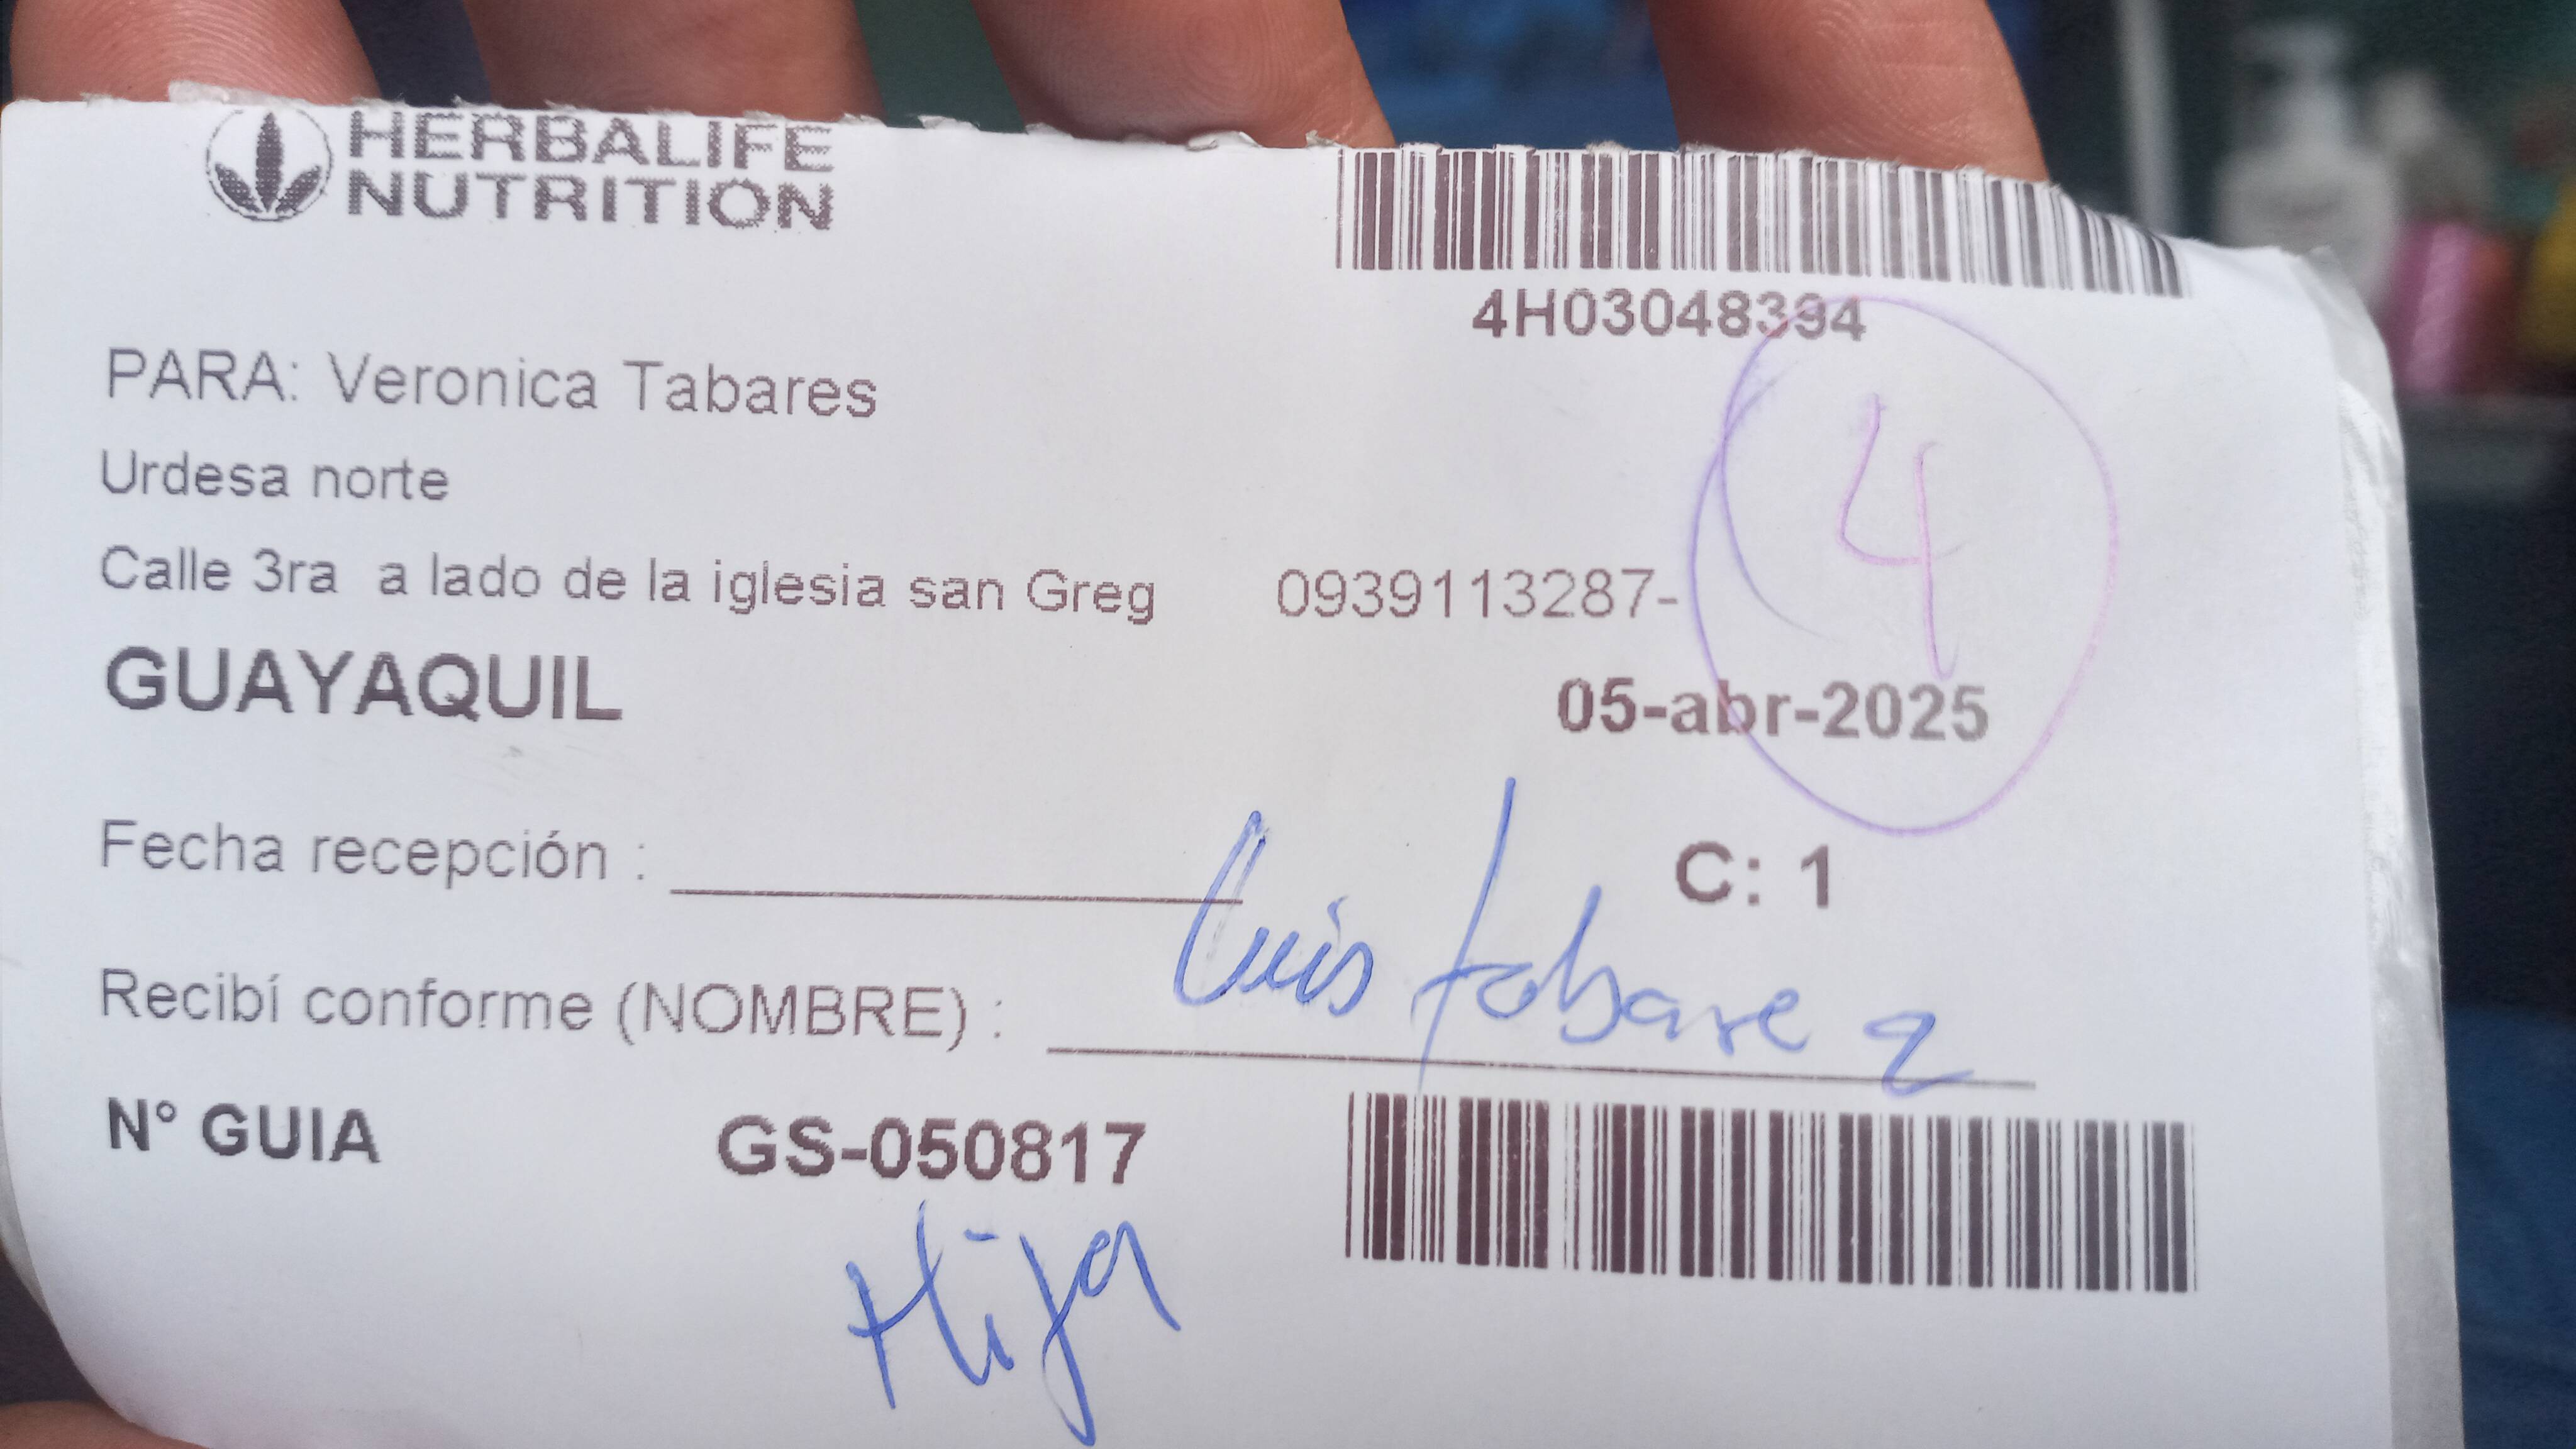 HERBALIFE
NUTRITION
4H03048394
PARA: Veronica Tabares
4
Urdesa norte
Calle 3ra a lado de la iglesia san Greg 0939113287-
GUAYAQUIL 05-abr-2025
Fecha recepción : C: 1
Recibí conforme (NOMBRE) : Luis tabarez
N° GUIA GS-050817
Hija